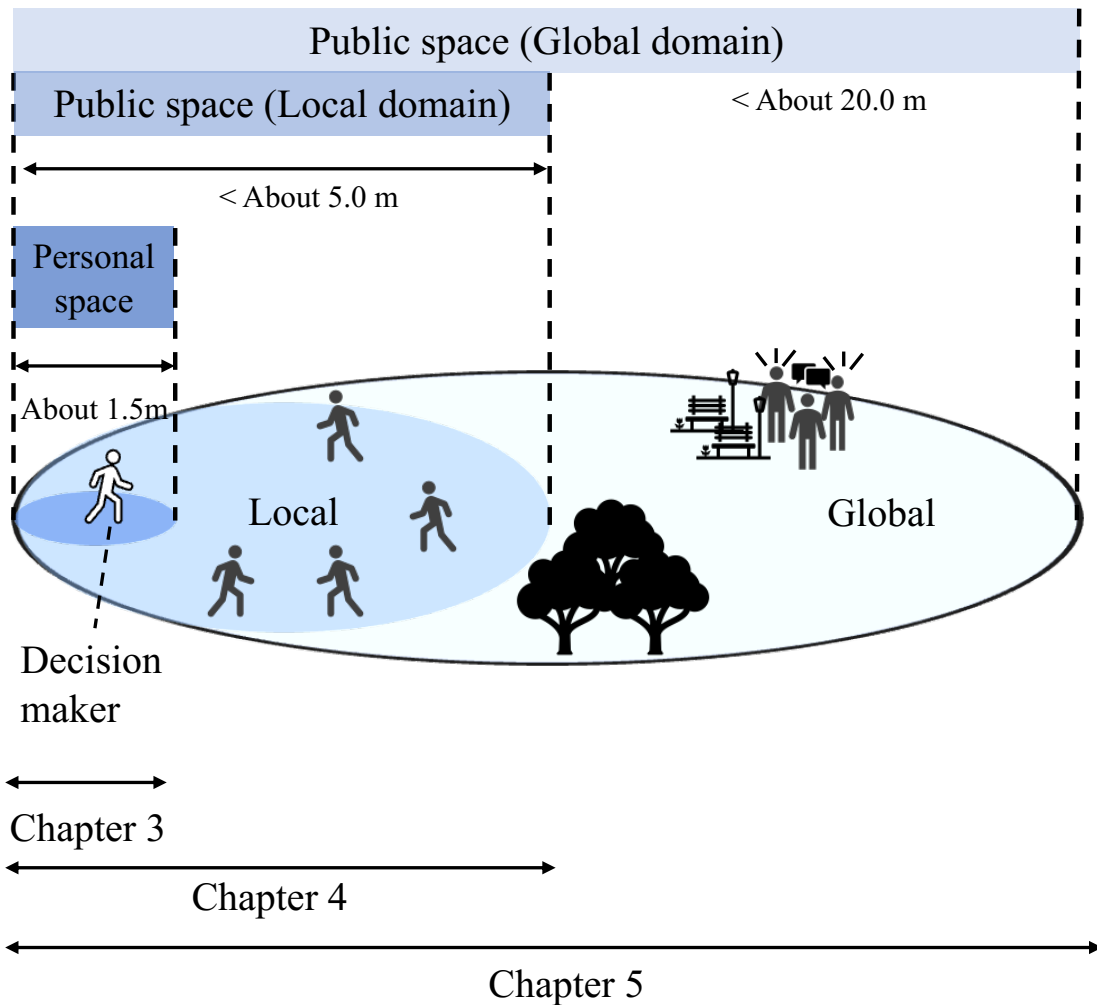 Public space (Global domain)
Public space (Local domain)
< About 20.0 m
< About 5.0 m
Personal
space
About 1.5m
Local
Global
Decision
maker
Chapter 3
Chapter 4
Chapter 5